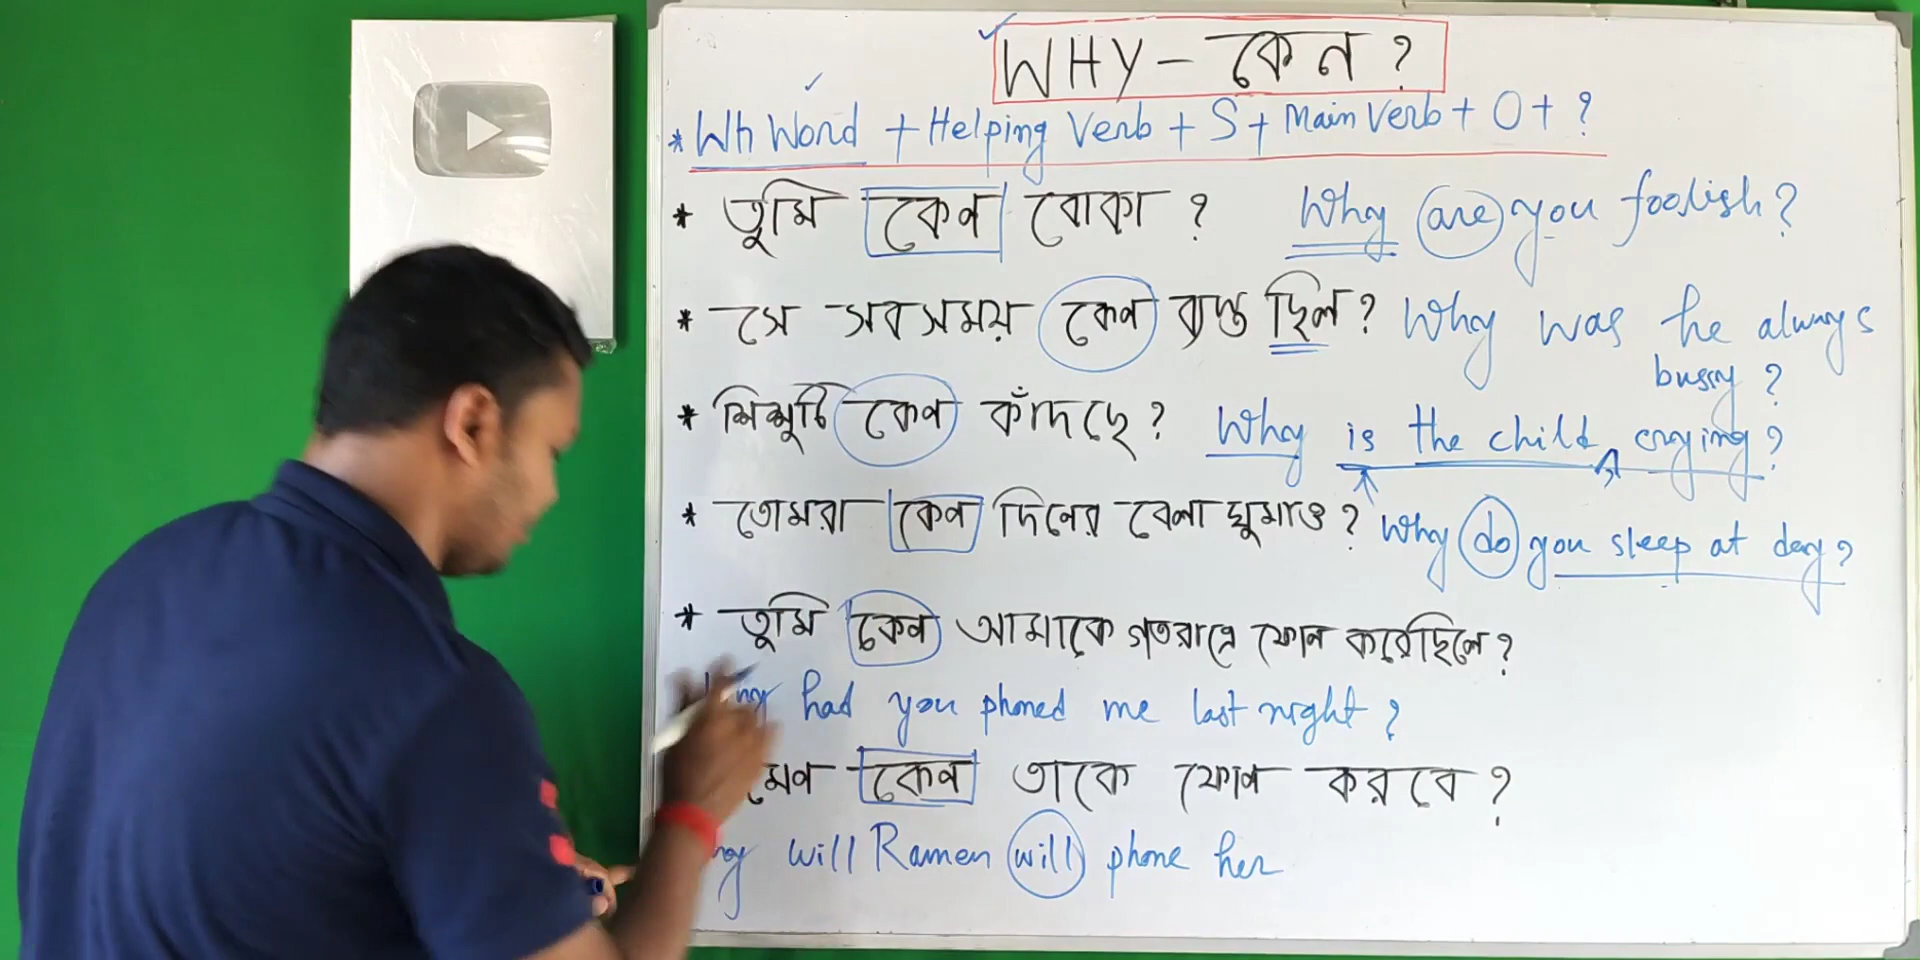 WHY - কেন ?
* Wh Word + Helping Verb + S + Main Verb + O + ?
* তুমি কেন বোকা ? Why are you foolish ?
* সে সবসময় কেন ব্যস্ত ছিল ? Why was he always
bussy ?
* শিশুটি কেন কাঁদছে ? Why is the child crying ?
* তোমরা কেন দিনের বেলা ঘুমাও ? Why do you sleep at day ?
* তুমি কেন আমাকে গতরাত্রে ফোন করেছিলে ?
had you phoned me last night ?
কেন তাকে ফোন করবে ?
will Ramen will phone her